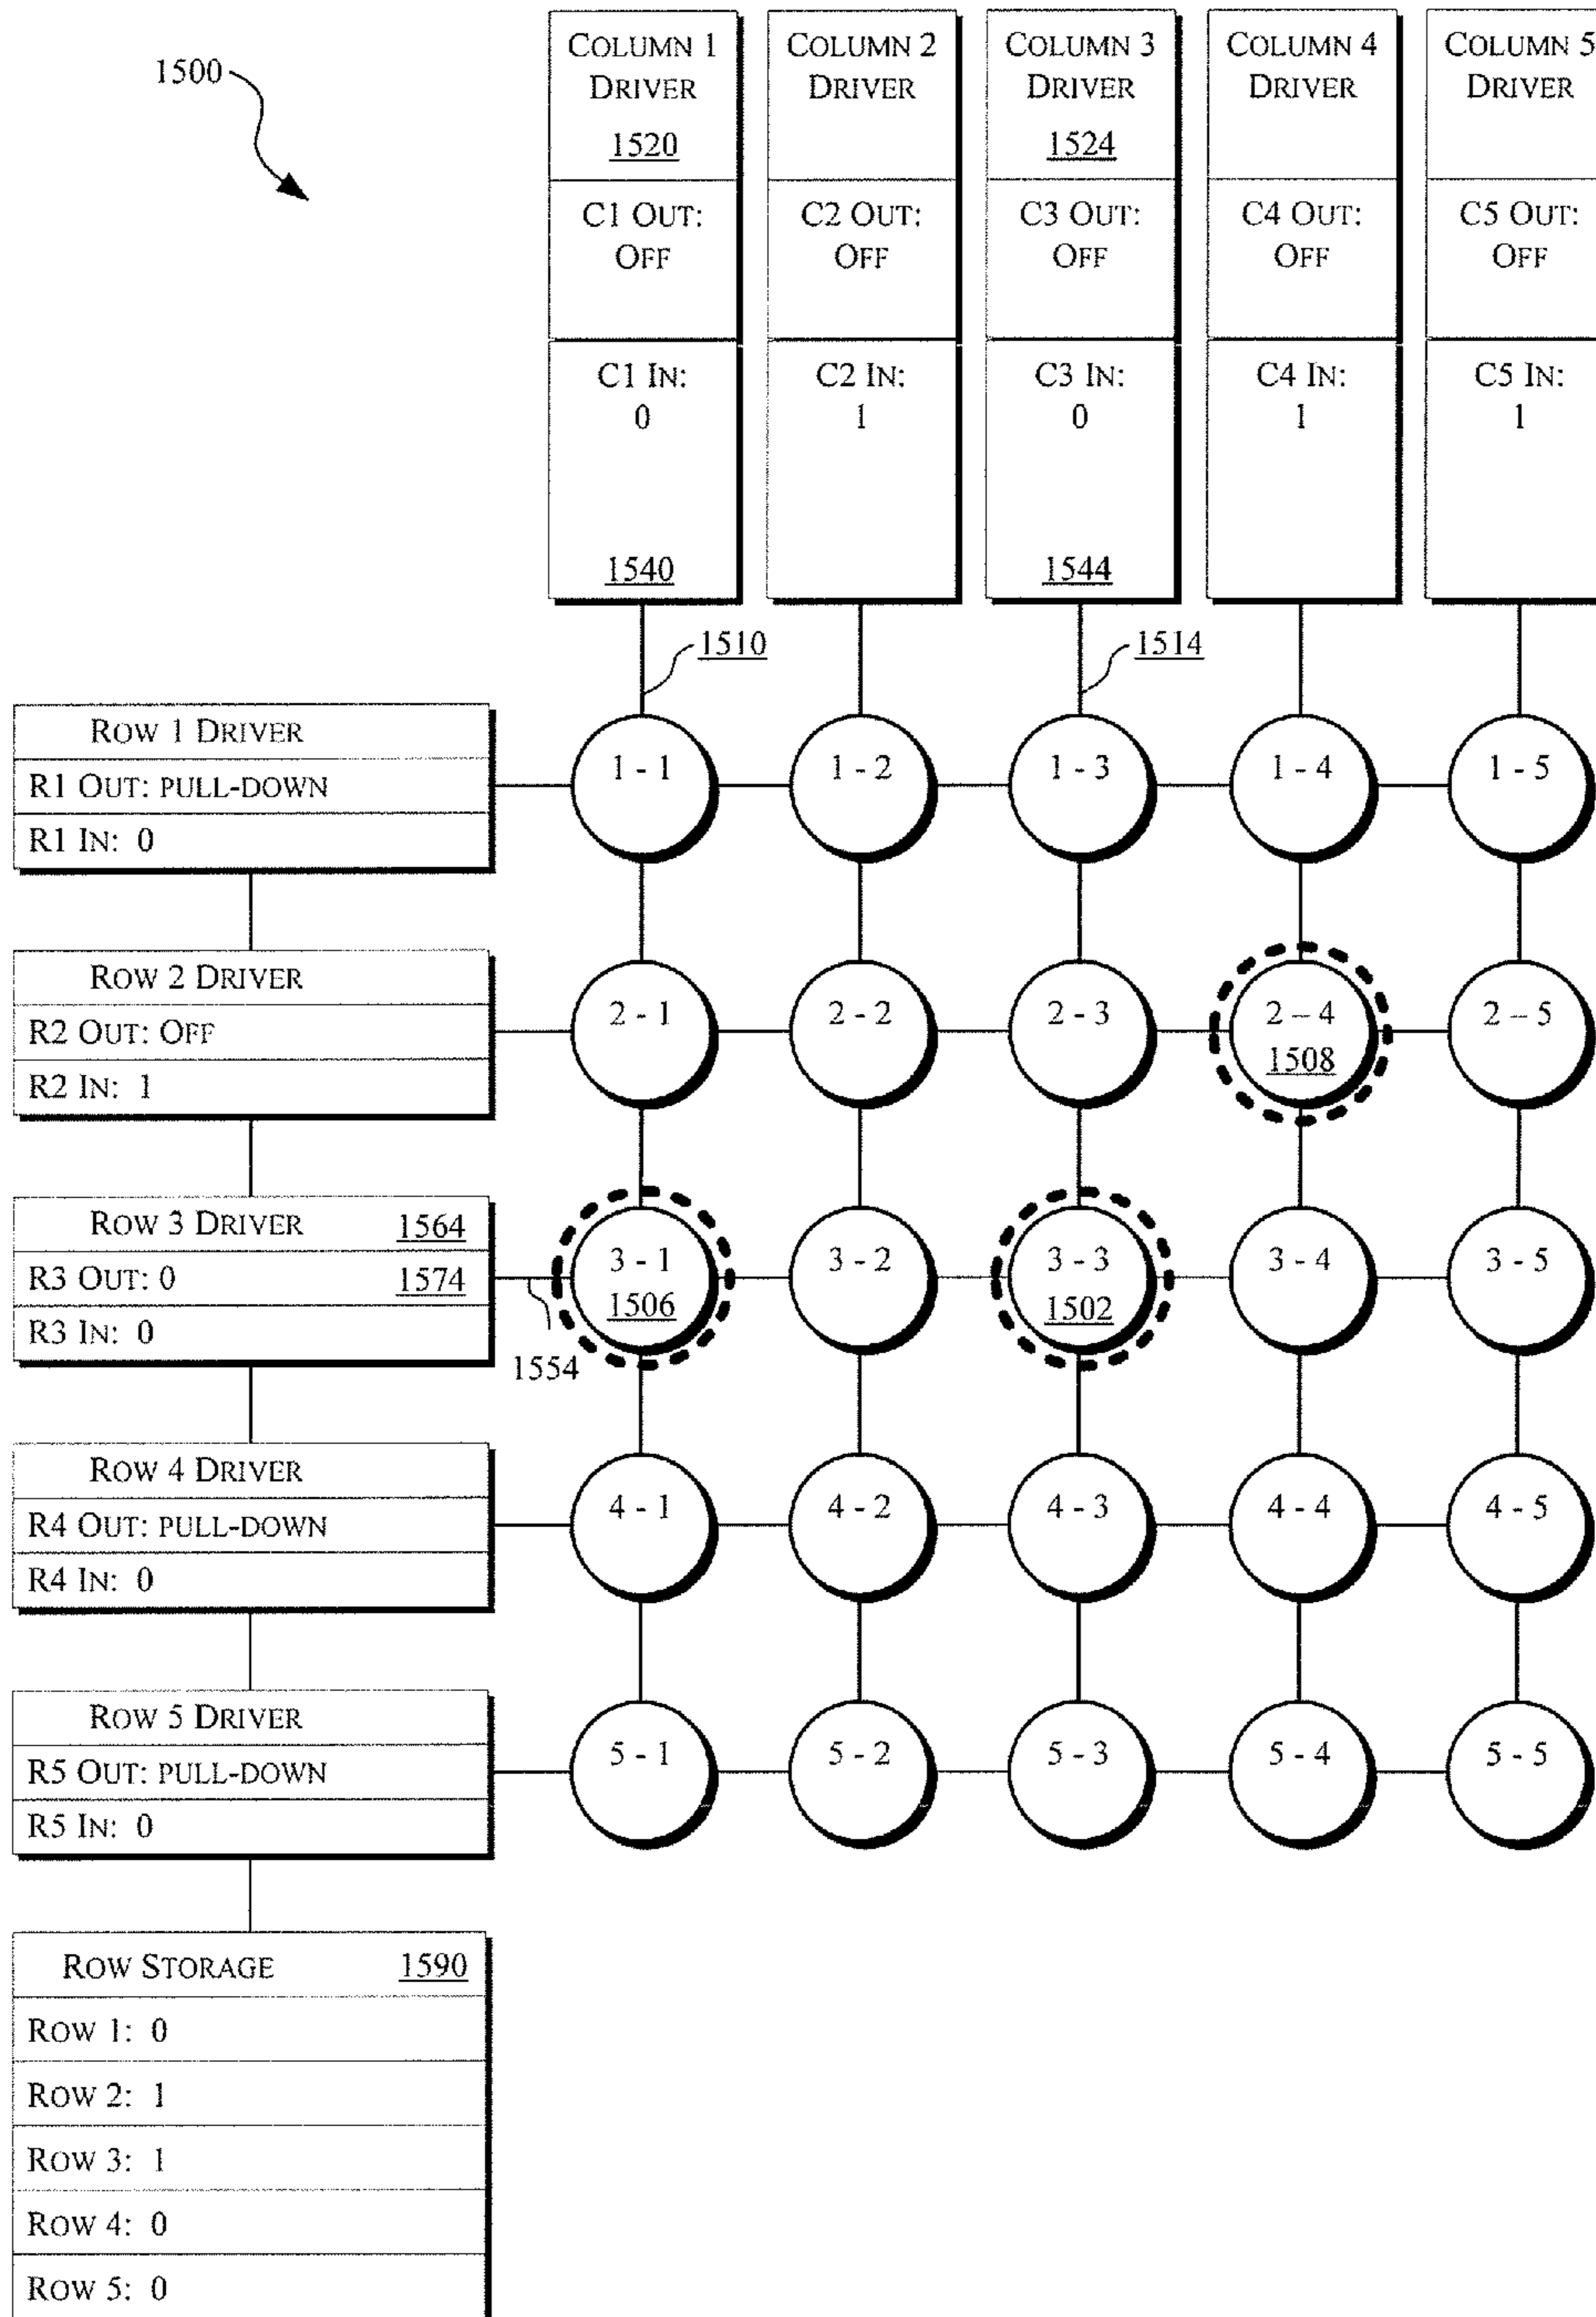 1500
COLUMN 1
DRIVER
1520
C1 OUT:
OFF
C1 IN:
0
1540
COLUMN 2
DRIVER
C2 OUT:
OFF
C2 IN:
1
COLUMN 3
DRIVER
1524
C3 OUT:
OFF
C3 IN:
0
1544
COLUMN 4
DRIVER
C4 OUT:
OFF
C4 IN:
1
COLUMN 5
DRIVER
C5 OUT:
OFF
C5 IN:
1
1510
1514
ROW 1 DRIVER
R1 OUT: PULL-DOWN
R1 IN: 0
1 - 1
1 - 2
1 - 3
1 - 4
1 - 5
ROW 2 DRIVER
R2 OUT: OFF
R2 IN: 1
2 - 1
2 - 2
2 - 3
2 – 4
1508
2 – 5
ROW 3 DRIVER 1564
R3 OUT: 0 1574
R3 IN: 0
1554
3 - 1
1506
3 - 2
3 - 3
1502
3 - 4
3 - 5
ROW 4 DRIVER
R4 OUT: PULL-DOWN
R4 IN: 0
4 - 1
4 - 2
4 - 3
4 - 4
4 - 5
ROW 5 DRIVER
R5 OUT: PULL-DOWN
R5 IN: 0
5 - 1
5 - 2
5 - 3
5 - 4
5 - 5
ROW STORAGE 1590
ROW 1: 0
ROW 2: 1
ROW 3: 1
ROW 4: 0
ROW 5: 0